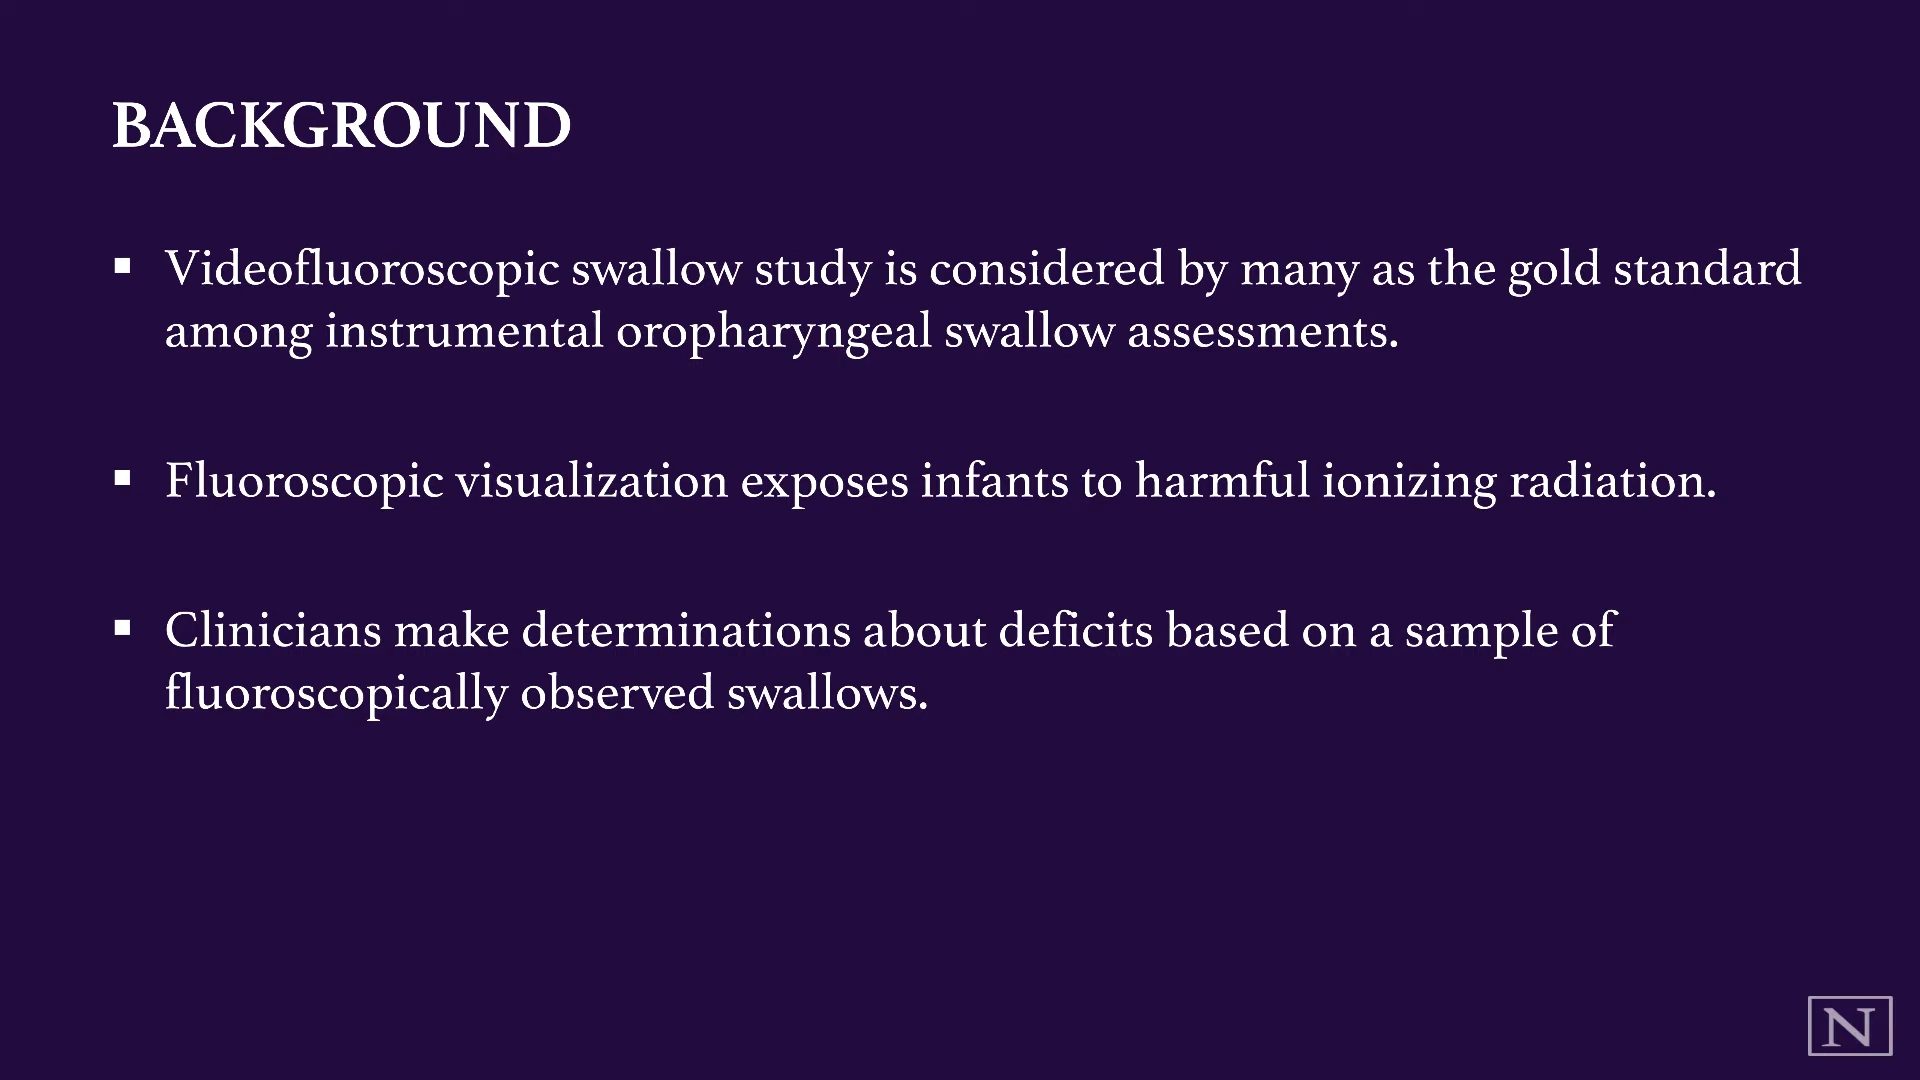 BACKGROUND
▪ Videofluoroscopic swallow study is considered by many as the gold standard
among instrumental oropharyngeal swallow assessments.
▪ Fluoroscopic visualization exposes infants to harmful ionizing radiation.
▪ Clinicians make determinations about deficits based on a sample of
fluoroscopically observed swallows.
N